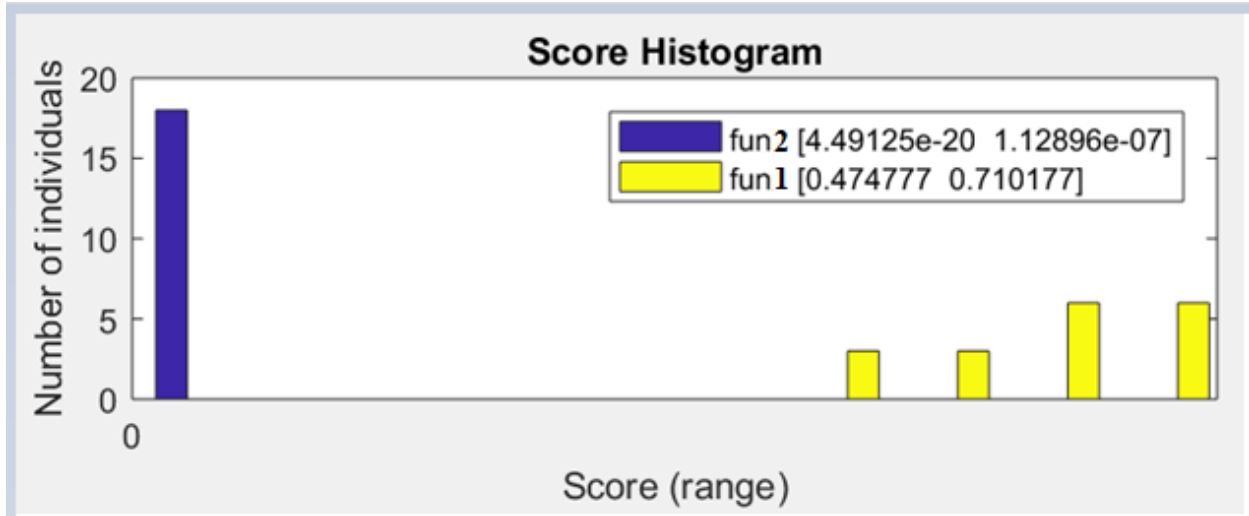 Score Histogram
Number of individuals
20
15
10
5
0
fun2 [4.49125e-20 1.12896e-07]
fun1 [0.474777 0.710177]
0
Score (range)